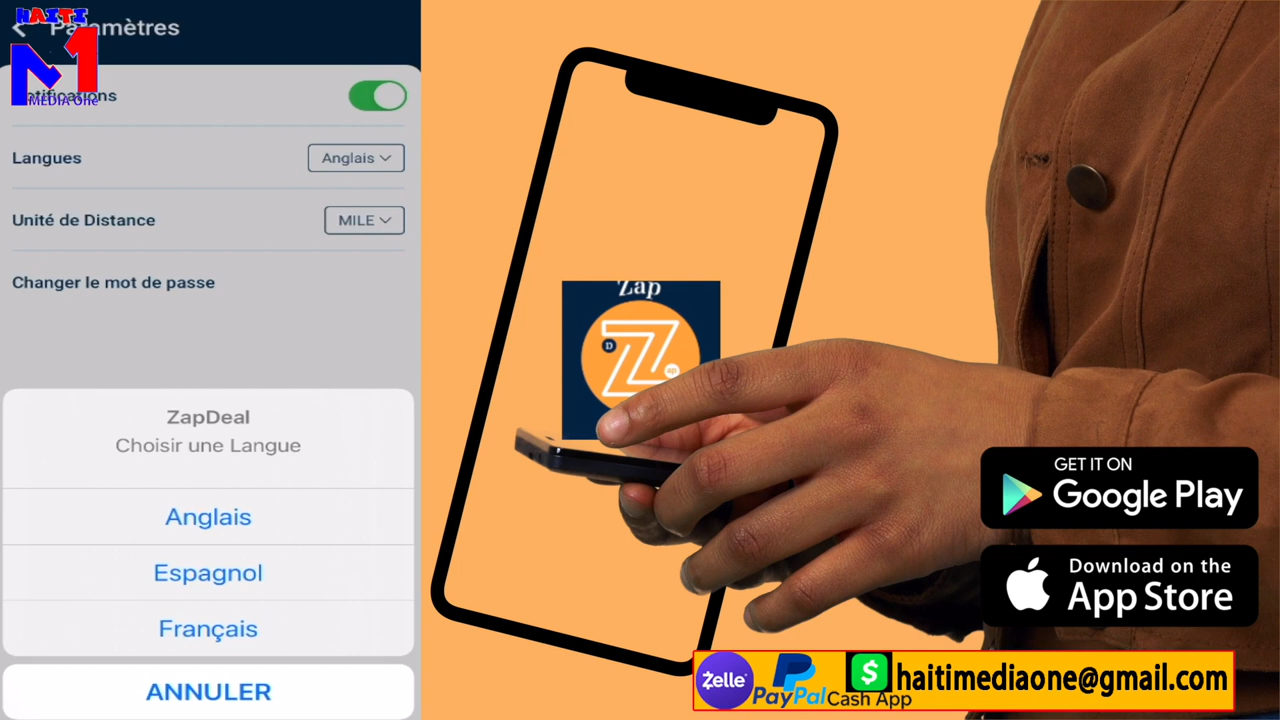 HAITI
M1
MEDIA One
Paramètres
Notifications
Langues
Anglais
Unité de Distance
MILE
Changer le mot de passe
ZapDeal
Choisir une Langue
Anglais
Espagnol
Français
ANNULER
Zap
D
Z
ap
GET IT ON
Google Play
Download on the
App Store
Zelle
PayPal
$
Cash App
haitimediaone@gmail.com